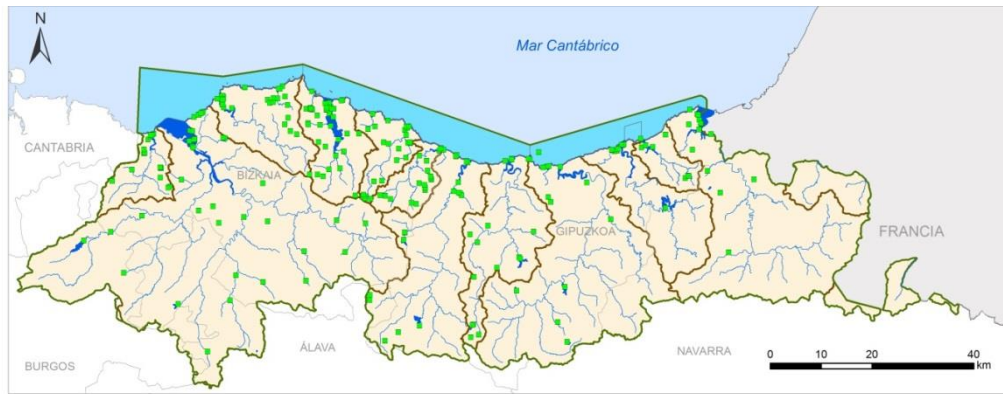 N
Mar Cantábrico
CANTABRIA
BIZKAIA
GIPUZKOA
FRANCIA
ÁLAVA
NAVARRA
BURGOS
0 10 20 40
km